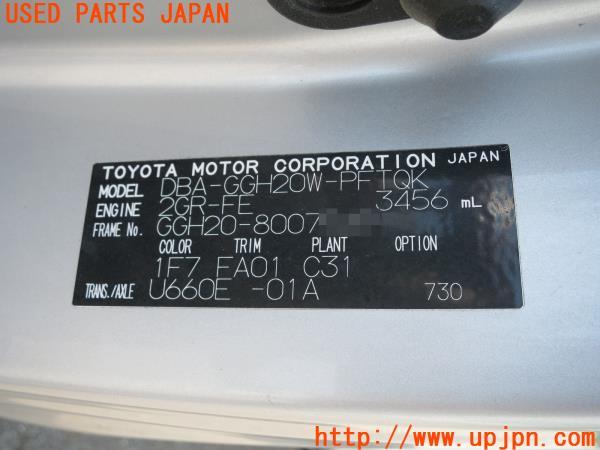 USED PARTS JAPAN
TOYOTA MOTOR CORPORATION JAPAN
MODEL DBA-GGH20W-PFTQK
ENGINE 2GR-FE 3456 mL
FRAME No. GGH20-8007
COLOR TRIM PLANT OPTION
1F7 FA01 C31
TRANS./AXLE U660E -01A 730
UPJ
http://www.upjpn.com